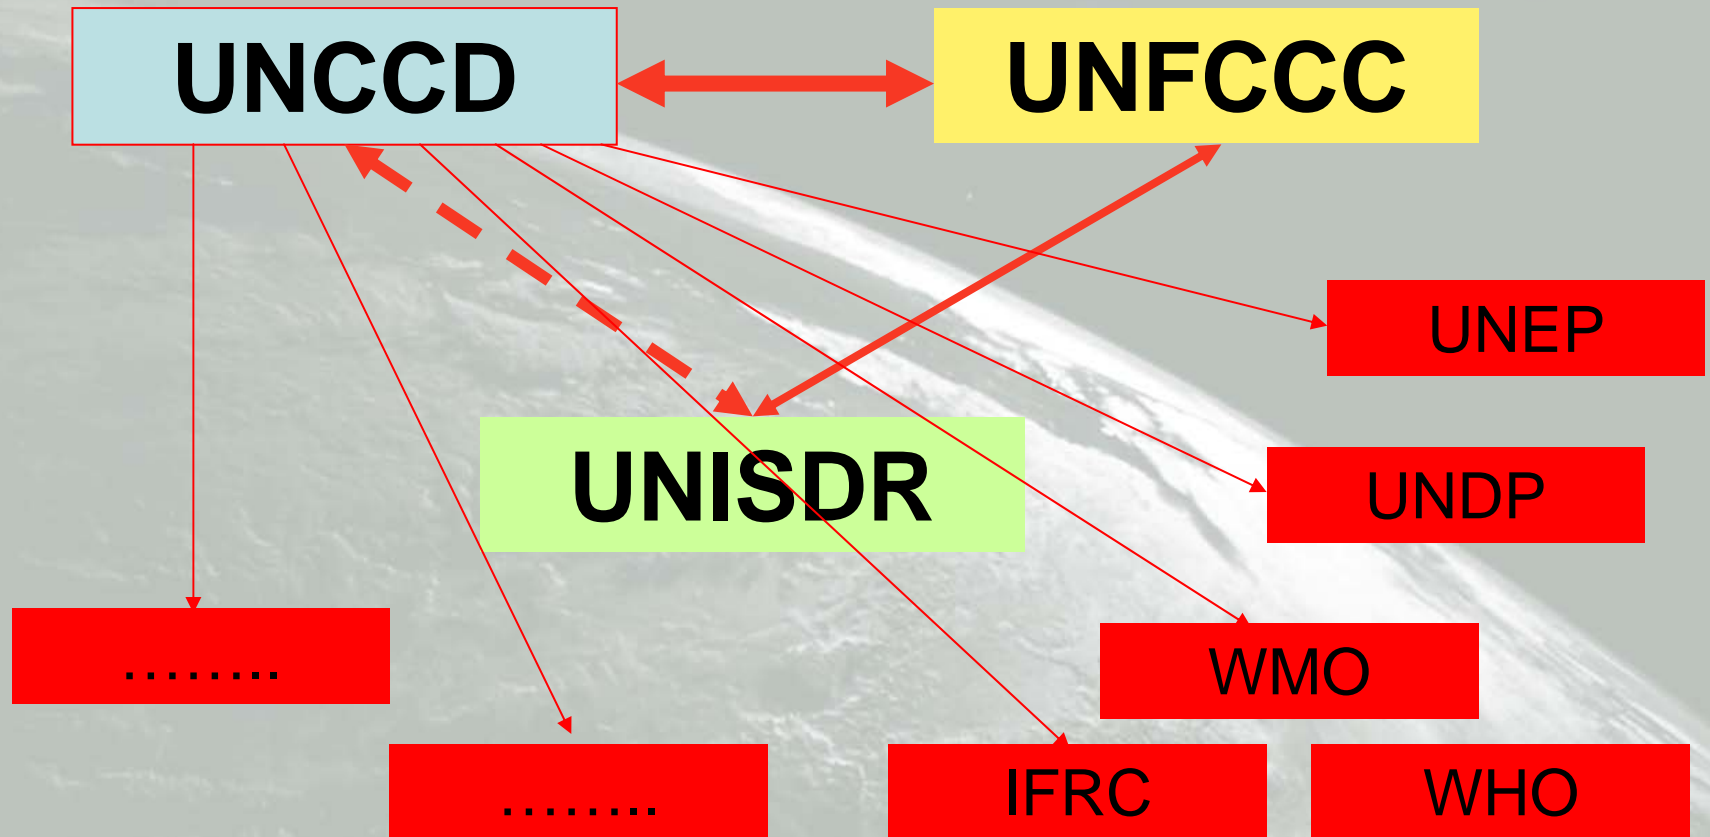 UNCCD
UNFCCC
UNEP
UNISDR
UNDP
……..
WMO
……..
IFRC
WHO